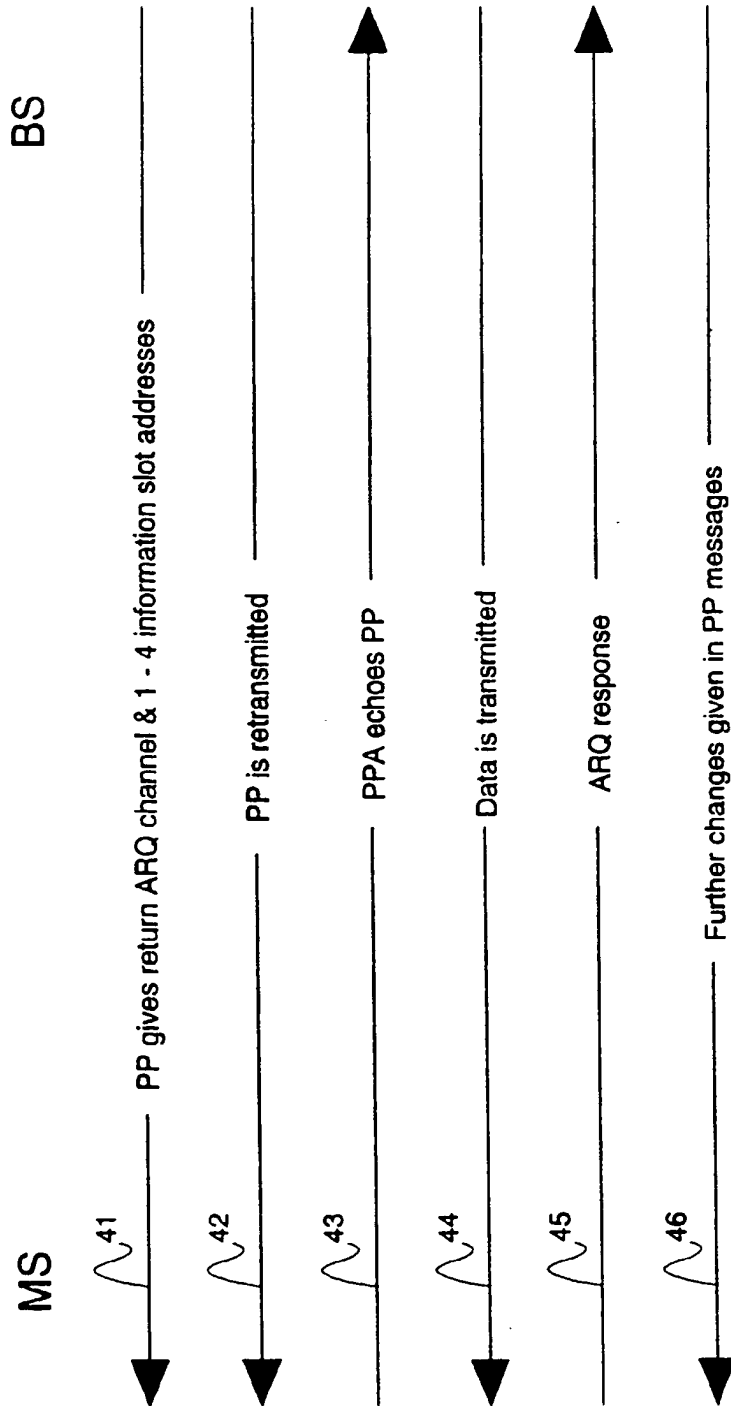 MS BS
41 PP gives return ARQ channel & 1 - 4 information slot addresses
42 PP is retransmitted
43 PPA echoes PP
44 Data is transmitted
45 ARQ response
46 Further changes given in PP messages